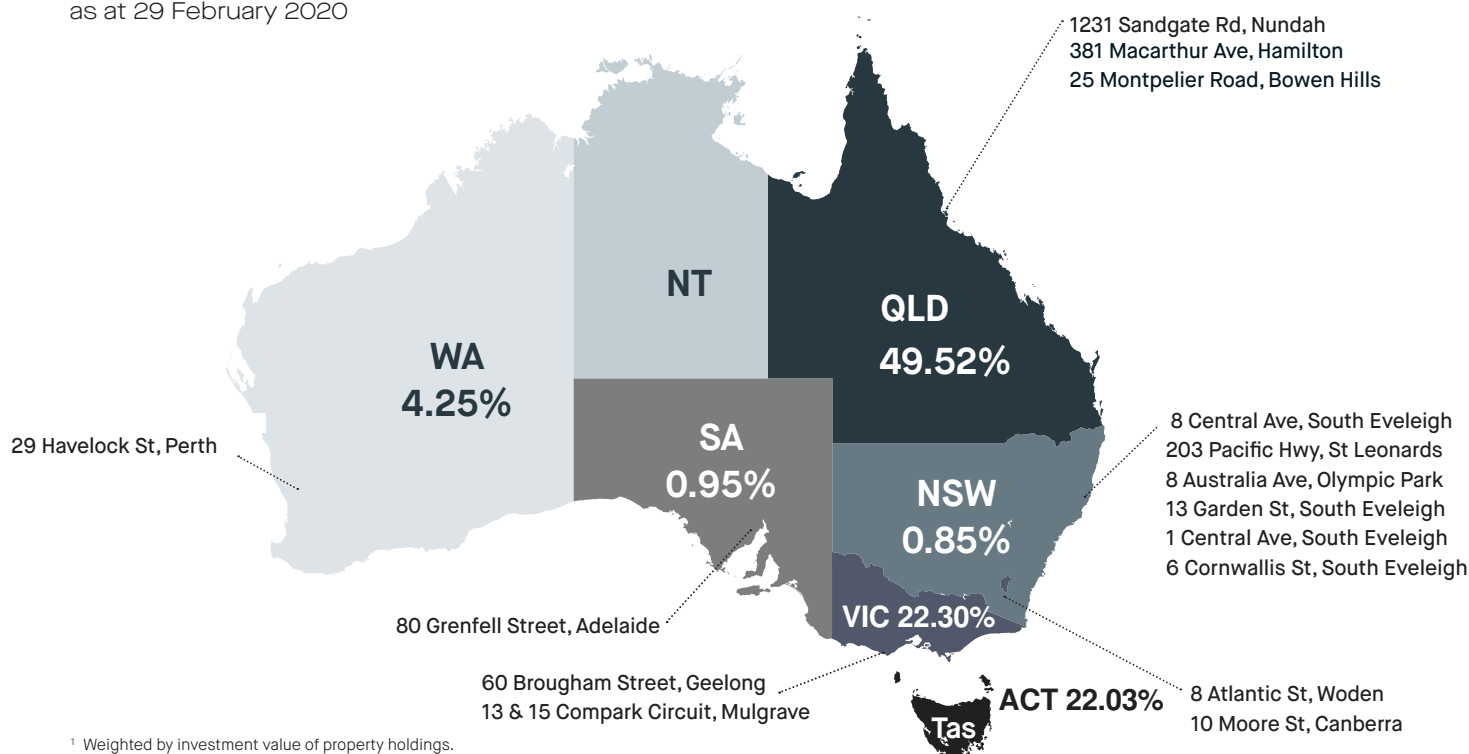 as at 29 February 2020
1231 Sandgate Rd, Nundah
381 Macarthur Ave, Hamilton
25 Montpelier Road, Bowen Hills
NT
QLD
49.52%
WA
4.25%
SA
0.95%
NSW
0.85%
VIC 22.30%
29 Havelock St, Perth
8 Central Ave, South Eveleigh
203 Pacific Hwy, St Leonards
8 Australia Ave, Olympic Park
13 Garden St, South Eveleigh
1 Central Ave, South Eveleigh
6 Cornwallis St, South Eveleigh
80 Grenfell Street, Adelaide
60 Brougham Street, Geelong
13 & 15 Compark Circuit, Mulgrave
ACT 22.03%
8 Atlantic St, Woden
10 Moore St, Canberra
Tas
¹ Weighted by investment value of property holdings.